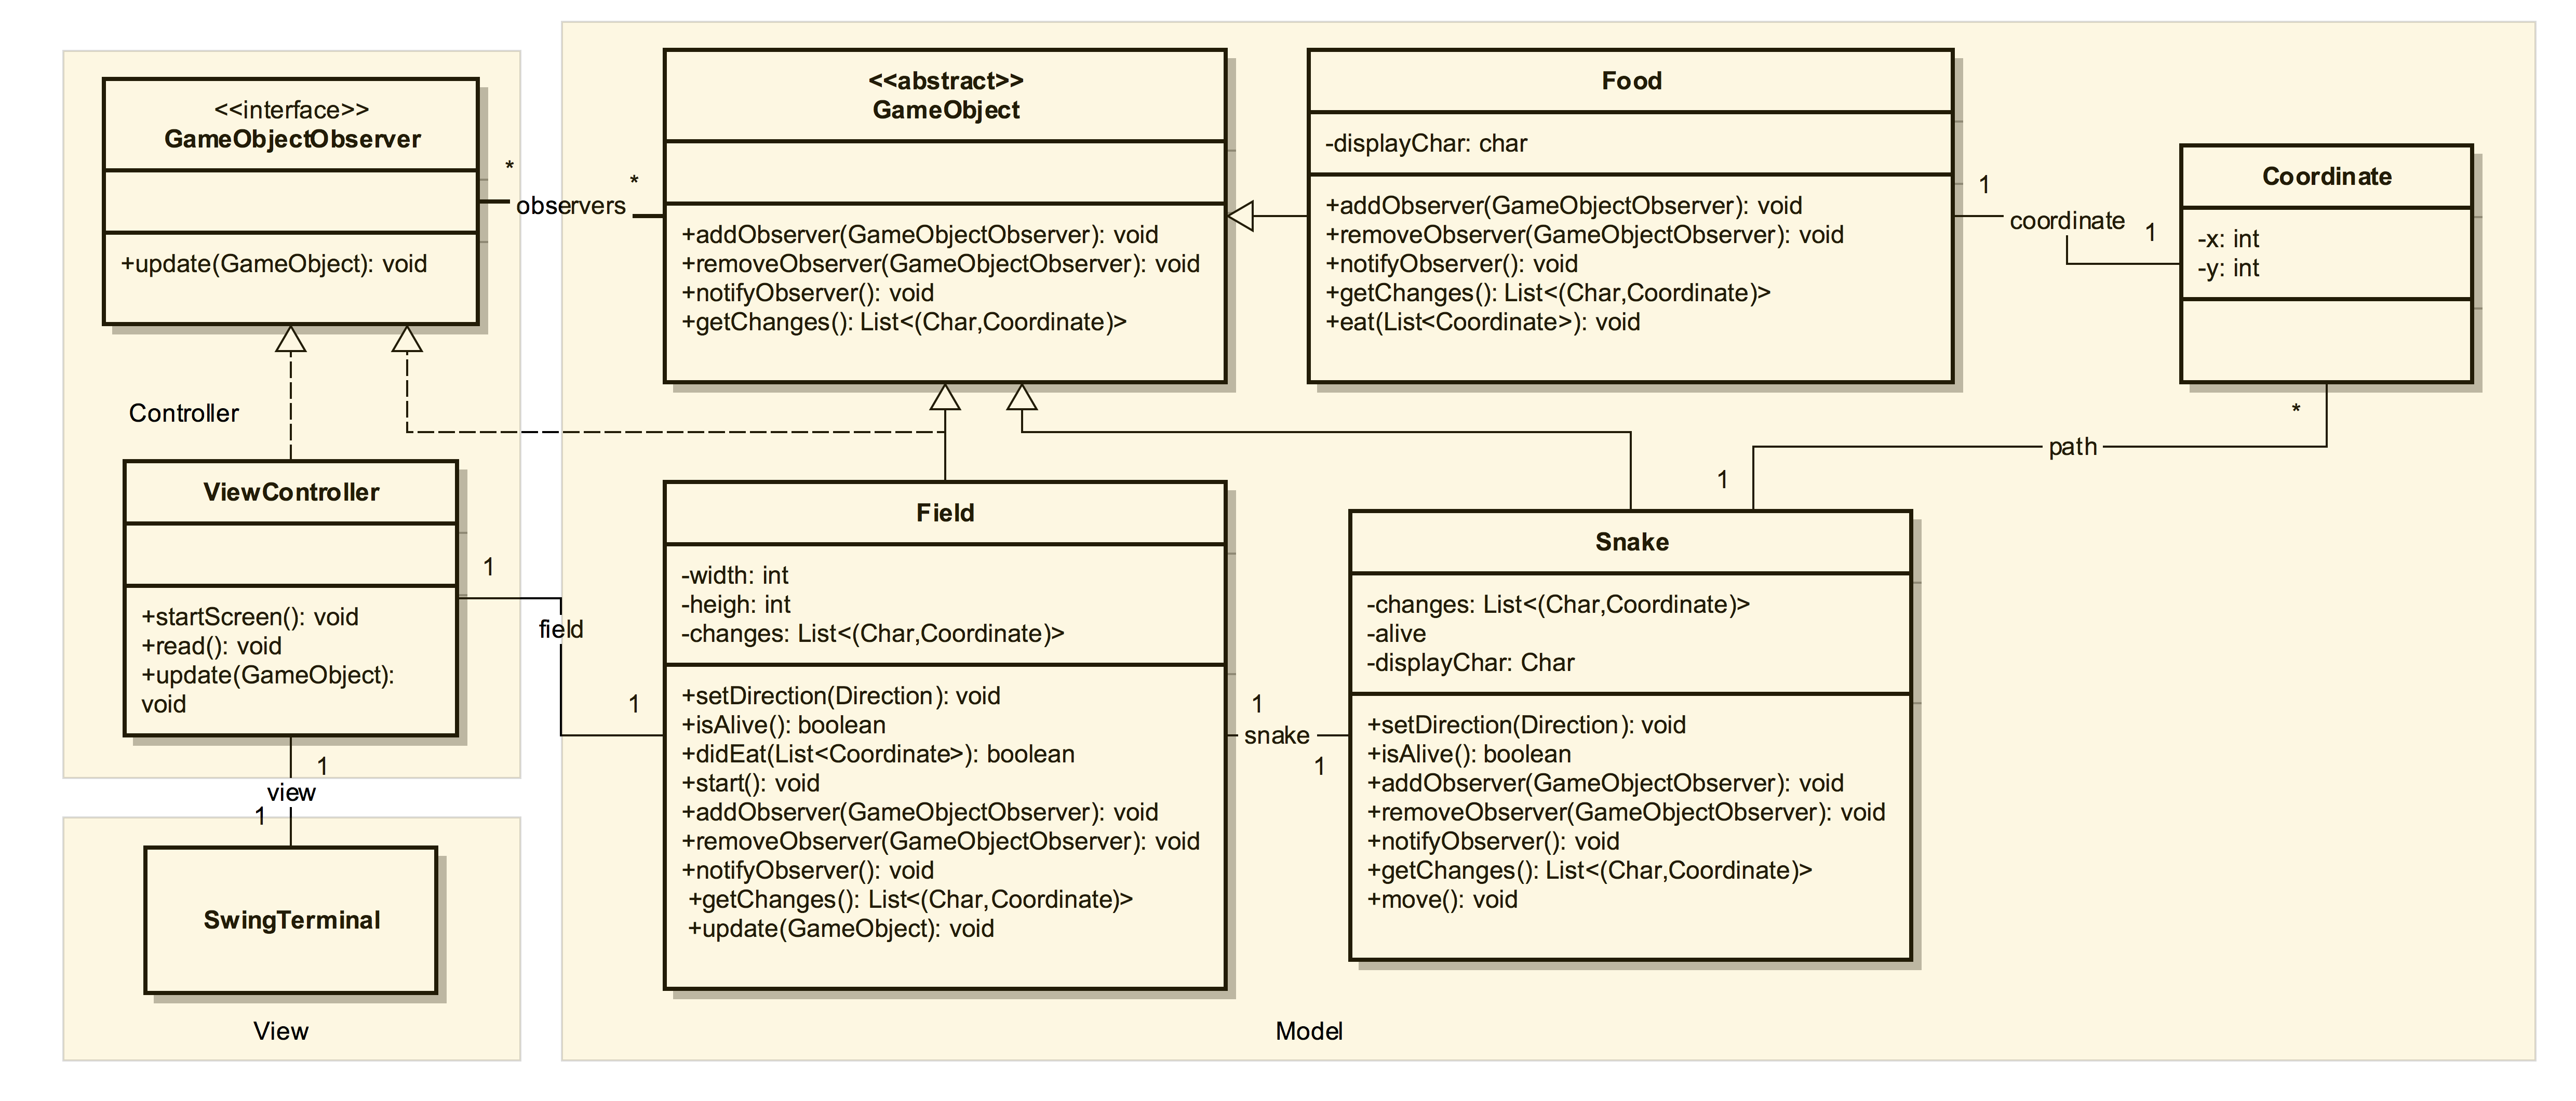 <<interface>>
GameObjectObserver
+update(GameObject): void
*
observers
*
<<abstract>>
GameObject
+addObserver(GameObjectObserver): void
+removeObserver(GameObjectObserver): void
+notifyObserver(): void
+getChanges(): List<(Char,Coordinate)>
Food
-displayChar: char
+addObserver(GameObjectObserver): void
+removeObserver(GameObjectObserver): void
+notifyObserver(): void
+getChanges(): List<(Char,Coordinate)>
+eat(List<Coordinate>): void
1
coordinate
1
Coordinate
-x: int
-y: int
*
path
1
Controller
ViewController
+startScreen(): void
+read(): void
+update(GameObject):
void
1
field
1
Field
-width: int
-heigh: int
-changes: List<(Char,Coordinate)>
+setDirection(Direction): void
+isAlive(): boolean
+didEat(List<Coordinate>): boolean
+start(): void
+addObserver(GameObjectObserver): void
+removeObserver(GameObjectObserver): void
+notifyObserver(): void
+getChanges(): List<(Char,Coordinate)>
+update(GameObject): void
1
snake
1
Snake
-changes: List<(Char,Coordinate)>
-alive
-displayChar: Char
+setDirection(Direction): void
+isAlive(): boolean
+addObserver(GameObjectObserver): void
+removeObserver(GameObjectObserver): void
+notifyObserver(): void
+getChanges(): List<(Char,Coordinate)>
+move(): void
1
view
1
SwingTerminal
View
Model